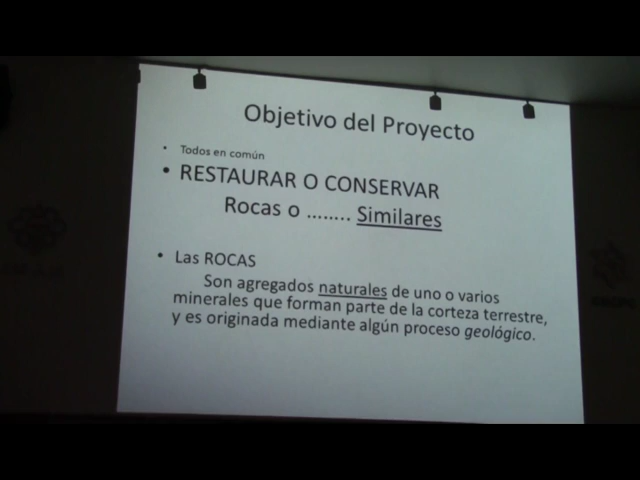 Objetivo del Proyecto
• Todos en común
• RESTAURAR O CONSERVAR
Rocas o …….. Similares
• Las ROCAS
Son agregados naturales de uno o varios
minerales que forman parte de la corteza terrestre,
y es originada mediante algún proceso geológico.